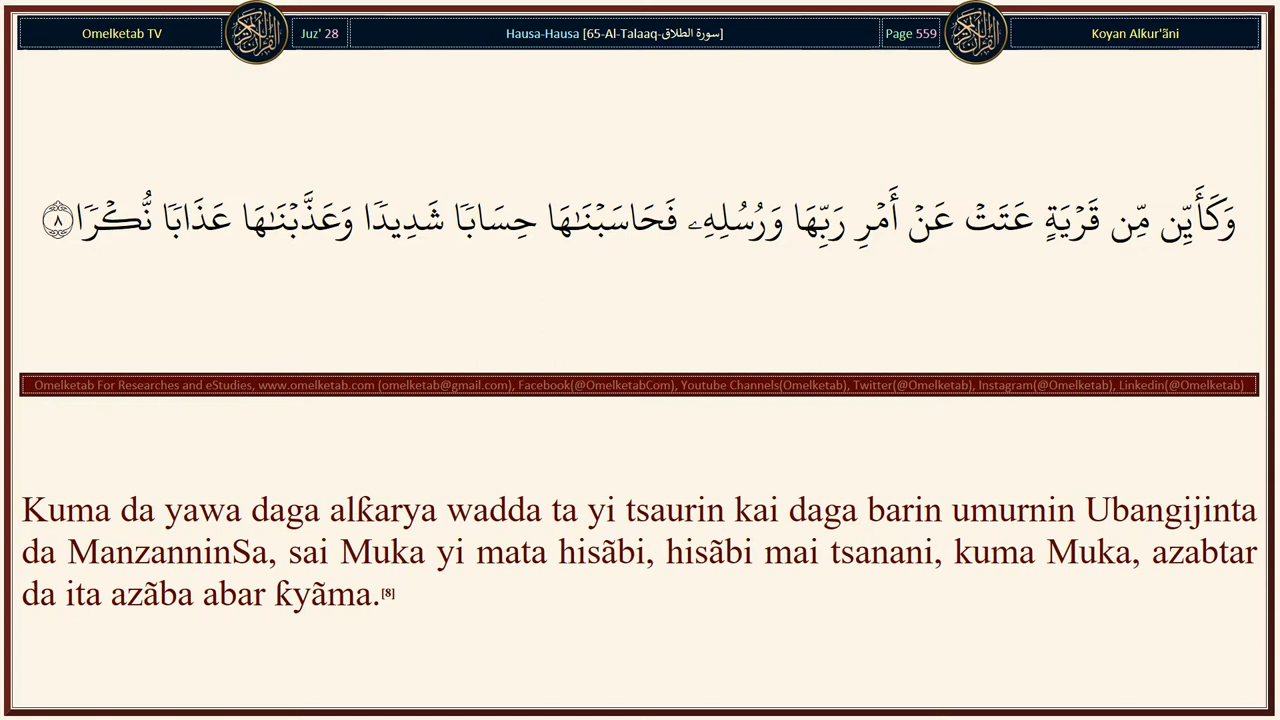 Omelketab TV
Juz' 28
Hausa-Hausa [65-Al-Talaaq-سورة الطلاق]
Page 559
Koyan Alƙur'ãni
وَكَأَيِّن مِّن قَرۡيَةٍ عَتَتۡ عَنۡ أَمۡرِ رَبِّهَا وَرُسُلِهِۦ فَحَاسَبۡنَٰهَا حِسَابٗا شَدِيدٗا وَعَذَّبۡنَٰهَا عَذَابٗا نُّكۡرٗا ٨
Omelketab For Researches and eStudies, www.omelketab.com (omelketab@gmail.com), Facebook(@OmelketabCom), Youtube Channels(Omelketab), Twitter(@Omelketab), Instagram(@Omelketab), Linkedin(@Omelketab)
Kuma da yawa daga alƙarya wadda ta yi tsaurin kai daga barin umurnin Ubangijinta
da ManzanninSa, sai Muka yi mata hisãbi, hisãbi mai tsanani, kuma Muka, azabtar
da ita azãba abar ƙyãma.[8]